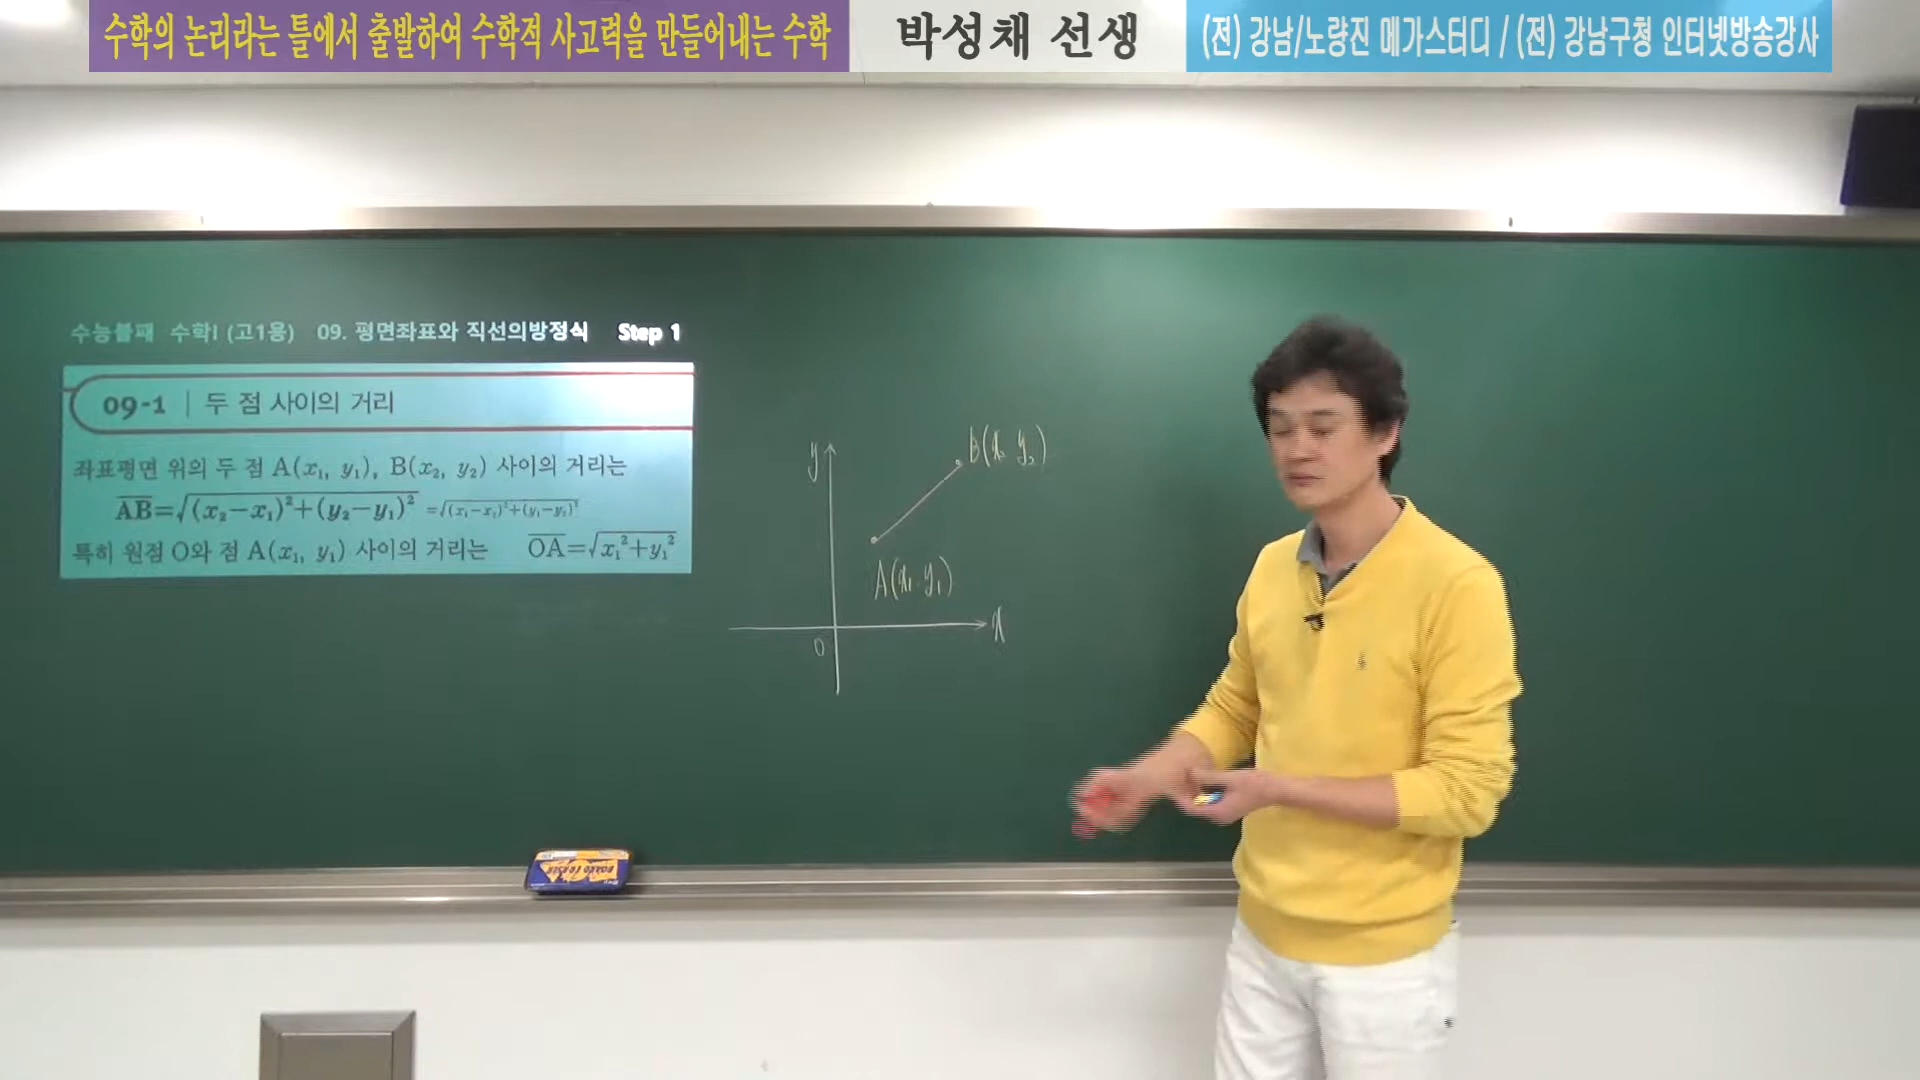 수학의 논리라는 틀에서 출발하여 수학적 사고력을 만들어내는 수학
박성채 선생
(전) 강남/노량진 메가스터디 / (전) 강남구청 인터넷방송강사
수능불패 수학I (고1용) 09. 평면좌표와 직선의방정식 Step 1
09-1 | 두 점 사이의 거리
좌표평면 위의 두 점 A(x₁, y₁), B(x₂, y₂) 사이의 거리는
A̅B̅=√(x₂−x₁)²+(y₂−y₁)² =√(x₁−x₂)²+(y₁−y₂)²
특히 원점 O와 점 A(x₁, y₁) 사이의 거리는 O̅A̅=√x₁²+y₁²
y
B(x₂ y₂)
A(x₁. y₁)
x
0
BOARD ERASER